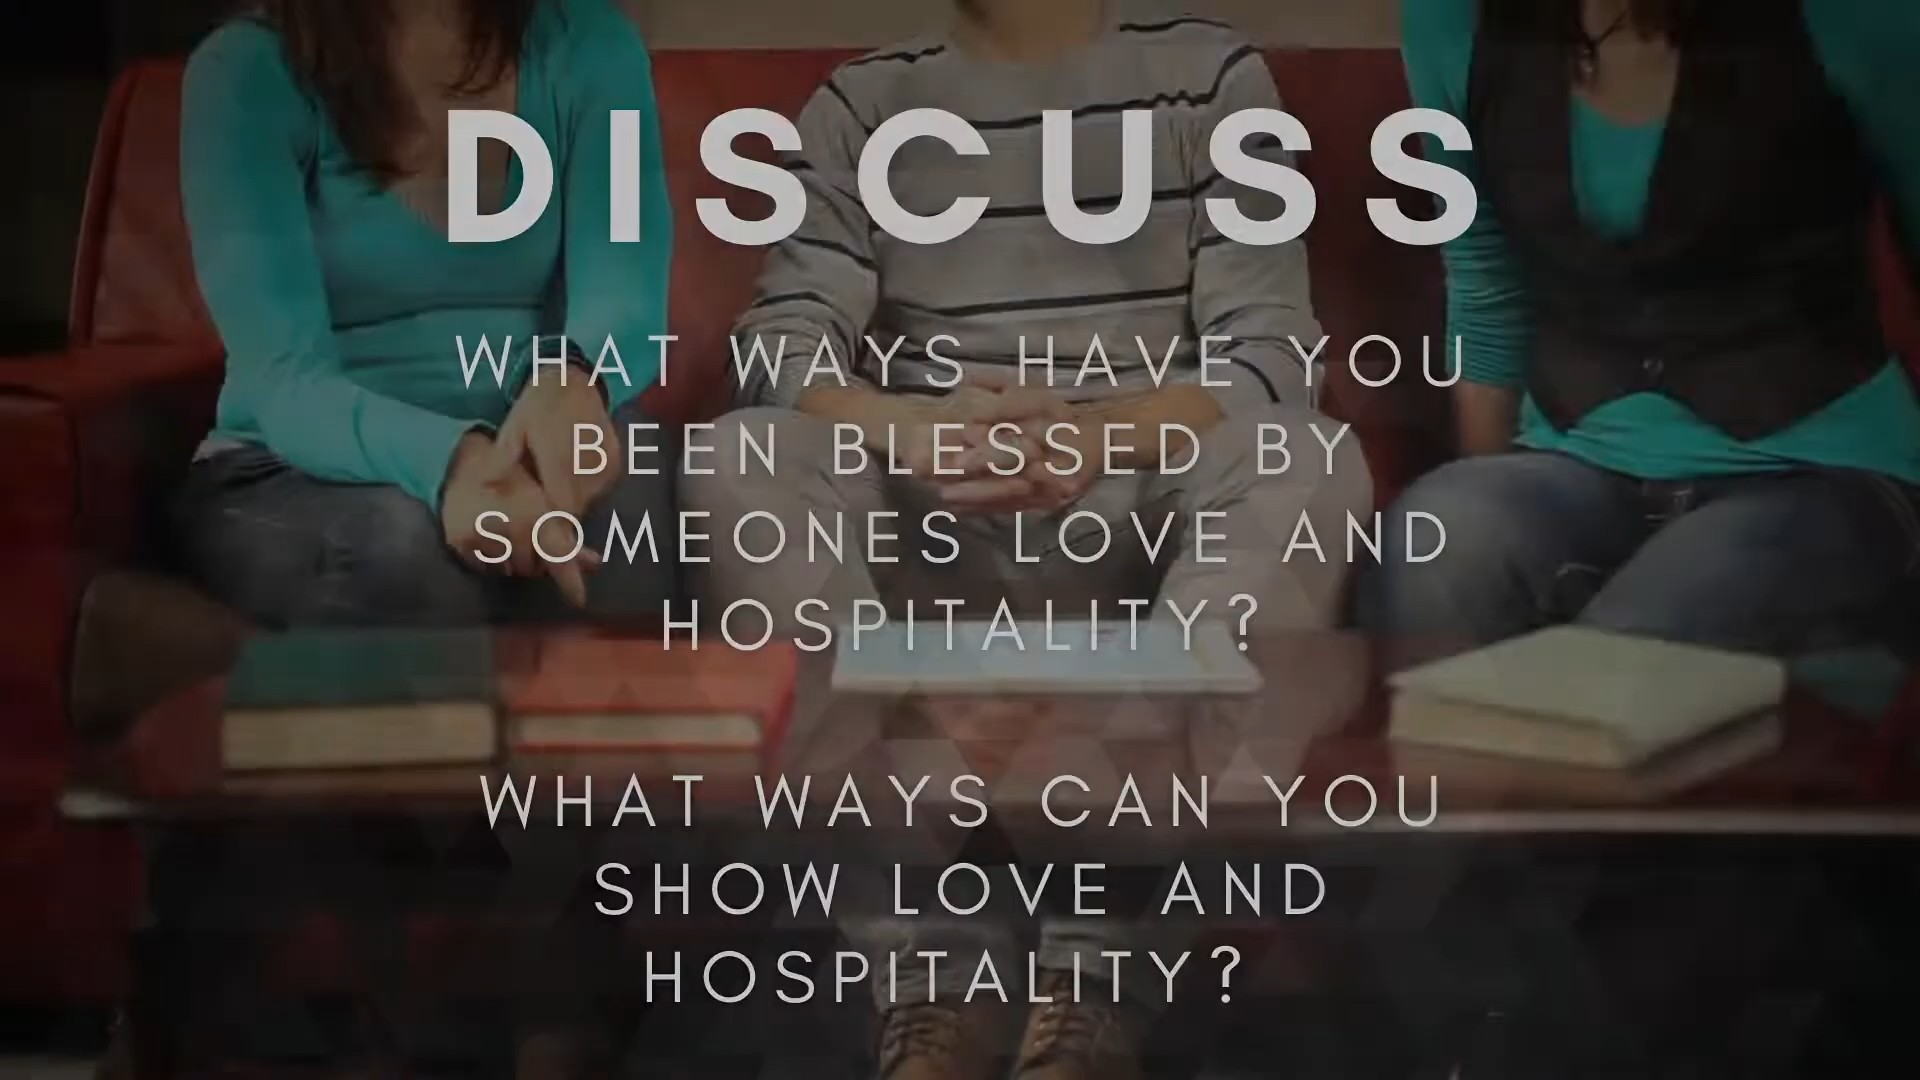 DISCUSS
WHAT WAYS HAVE YOU
BEEN BLESSED BY
SOMEONES LOVE AND
HOSPITALITY?
WHAT WAYS CAN YOU
SHOW LOVE AND
HOSPITALITY?